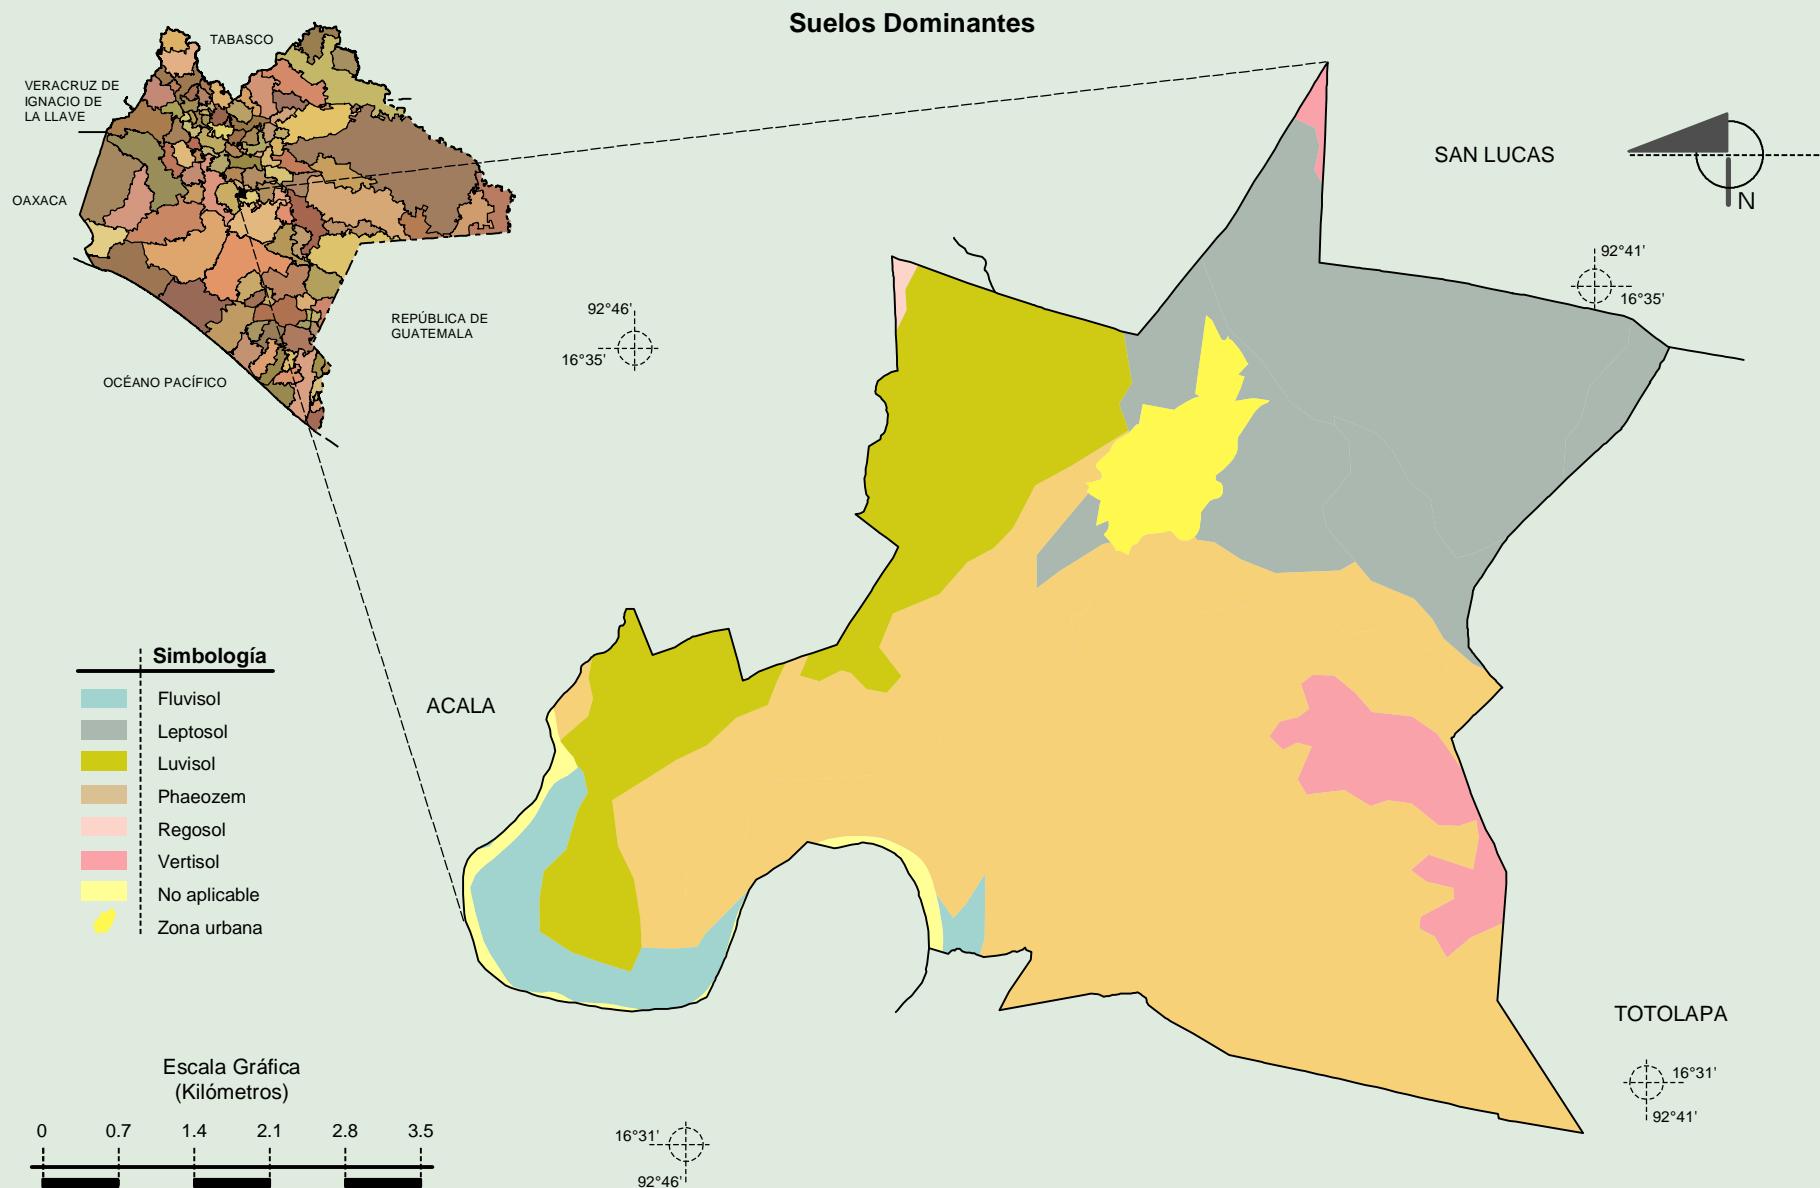 Suelos Dominantes
TABASCO
VERACRUZ DE
IGNACIO DE
LA LLAVE
OAXACA
REPÚBLICA DE
GUATEMALA
OCÉANO PACÍFICO
SAN LUCAS
N
92°41'
16°35'
92°46'
16°35'
ACALA
Simbología
Fluvisol
Leptosol
Luvisol
Phaeozem
Regosol
Vertisol
No aplicable
Zona urbana
TOTOLAPA
16°31'
92°41'
16°31'
92°46'
Escala Gráfica
(Kilómetros)
0 0.7 1.4 2.1 2.8 3.5